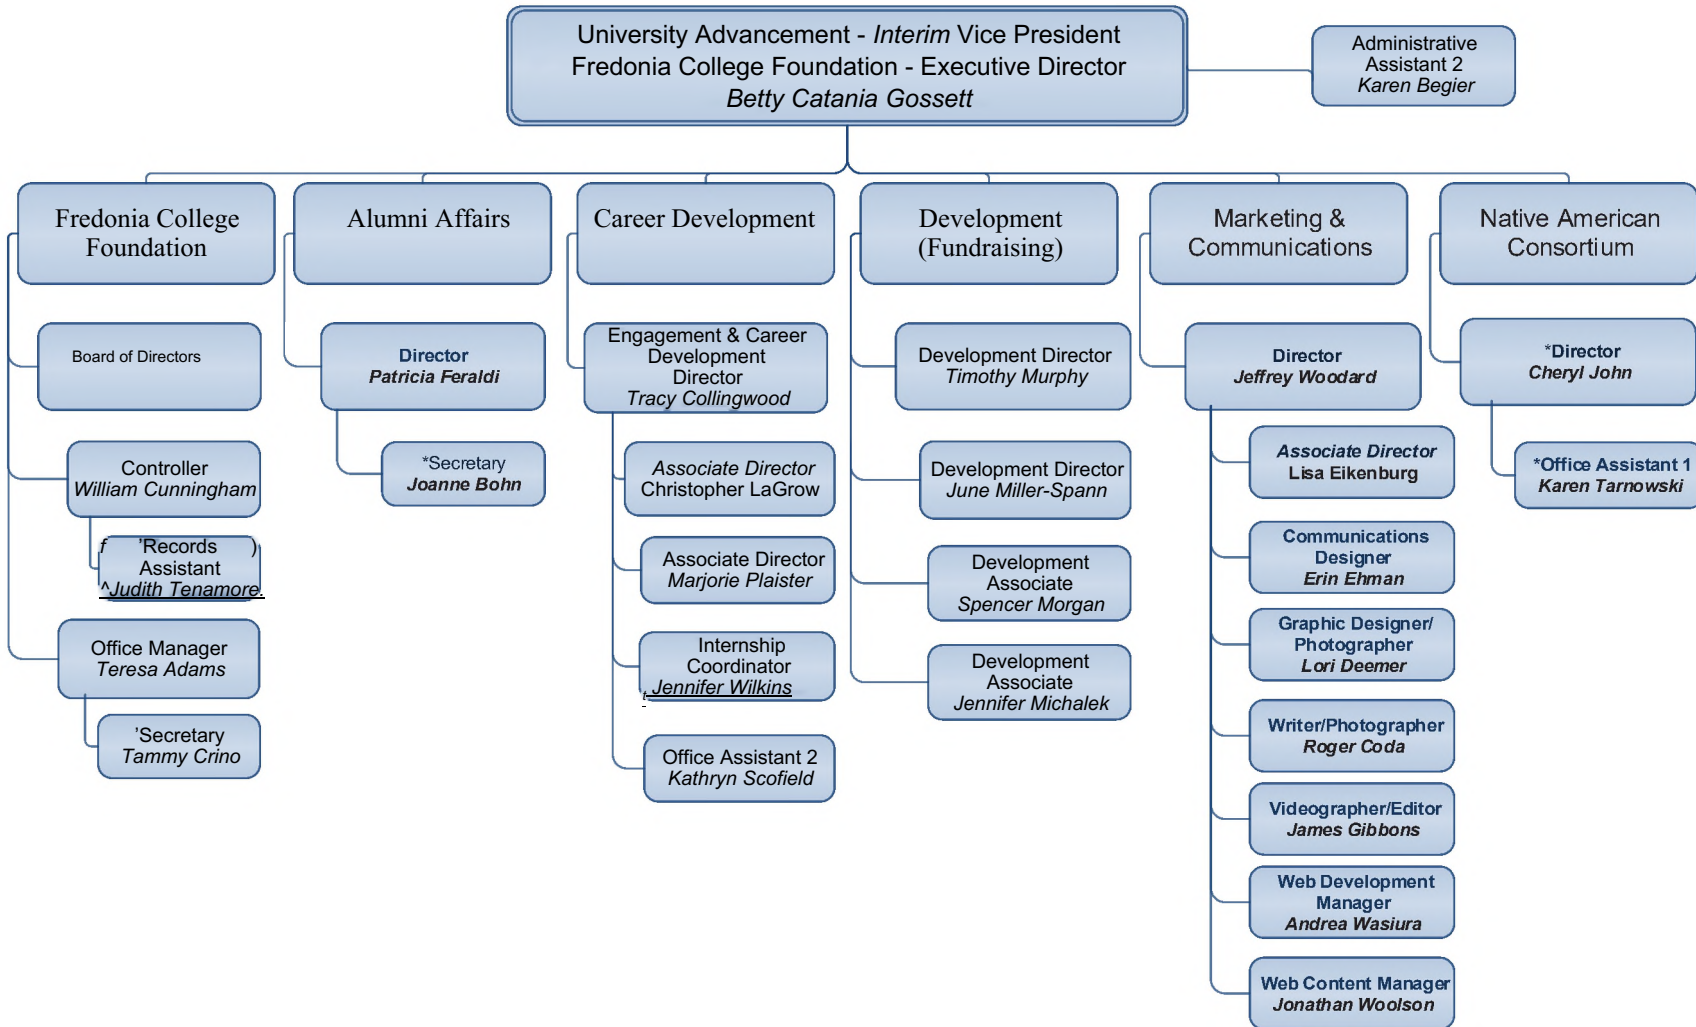 University Advancement - Interim Vice President
Fredonia College Foundation - Executive Director
Betty Catania Gossett
Administrative
Assistant 2
Karen Begier
Fredonia College
Foundation
Board of Directors
Controller
William Cunningham
f 'Records )
Assistant
^Judith Tenamore.
Office Manager
Teresa Adams
'Secretary
Tammy Crino
Alumni Affairs
Director
Patricia Feraldi
*Secretary
Joanne Bohn
Career Development
Engagement & Career
Development
Director
Tracy Collingwood
Associate Director
Christopher LaGrow
Associate Director
Marjorie Plaister
Internship
Coordinator
Jennifer Wilkins
Office Assistant 2
Kathryn Scofield
Development
(Fundraising)
Development Director
Timothy Murphy
Development Director
June Miller-Spann
Development
Associate
Spencer Morgan
Development
Associate
Jennifer Michalek
Marketing &
Communications
Director
Jeffrey Woodard
Associate Director
Lisa Eikenburg
Communications
Designer
Erin Ehman
Graphic Designer/
Photographer
Lori Deemer
Writer/Photographer
Roger Coda
Videographer/Editor
James Gibbons
Web Development
Manager
Andrea Wasiura
Web Content Manager
Jonathan Woolson
Native American
Consortium
*Director
Cheryl John
*Office Assistant 1
Karen Tarnowski